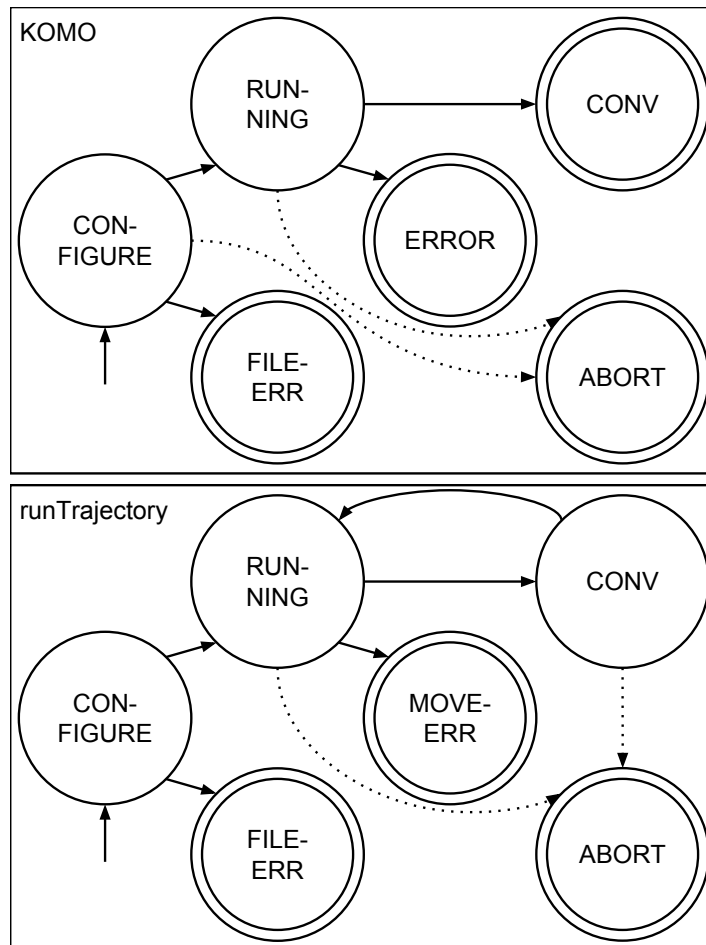 KOMO
RUN-
NING
CONV
CON-
FIGURE
ERROR
FILE-
ERR
ABORT
runTrajectory
RUN-
NING
CONV
CON-
FIGURE
MOVE-
ERR
FILE-
ERR
ABORT